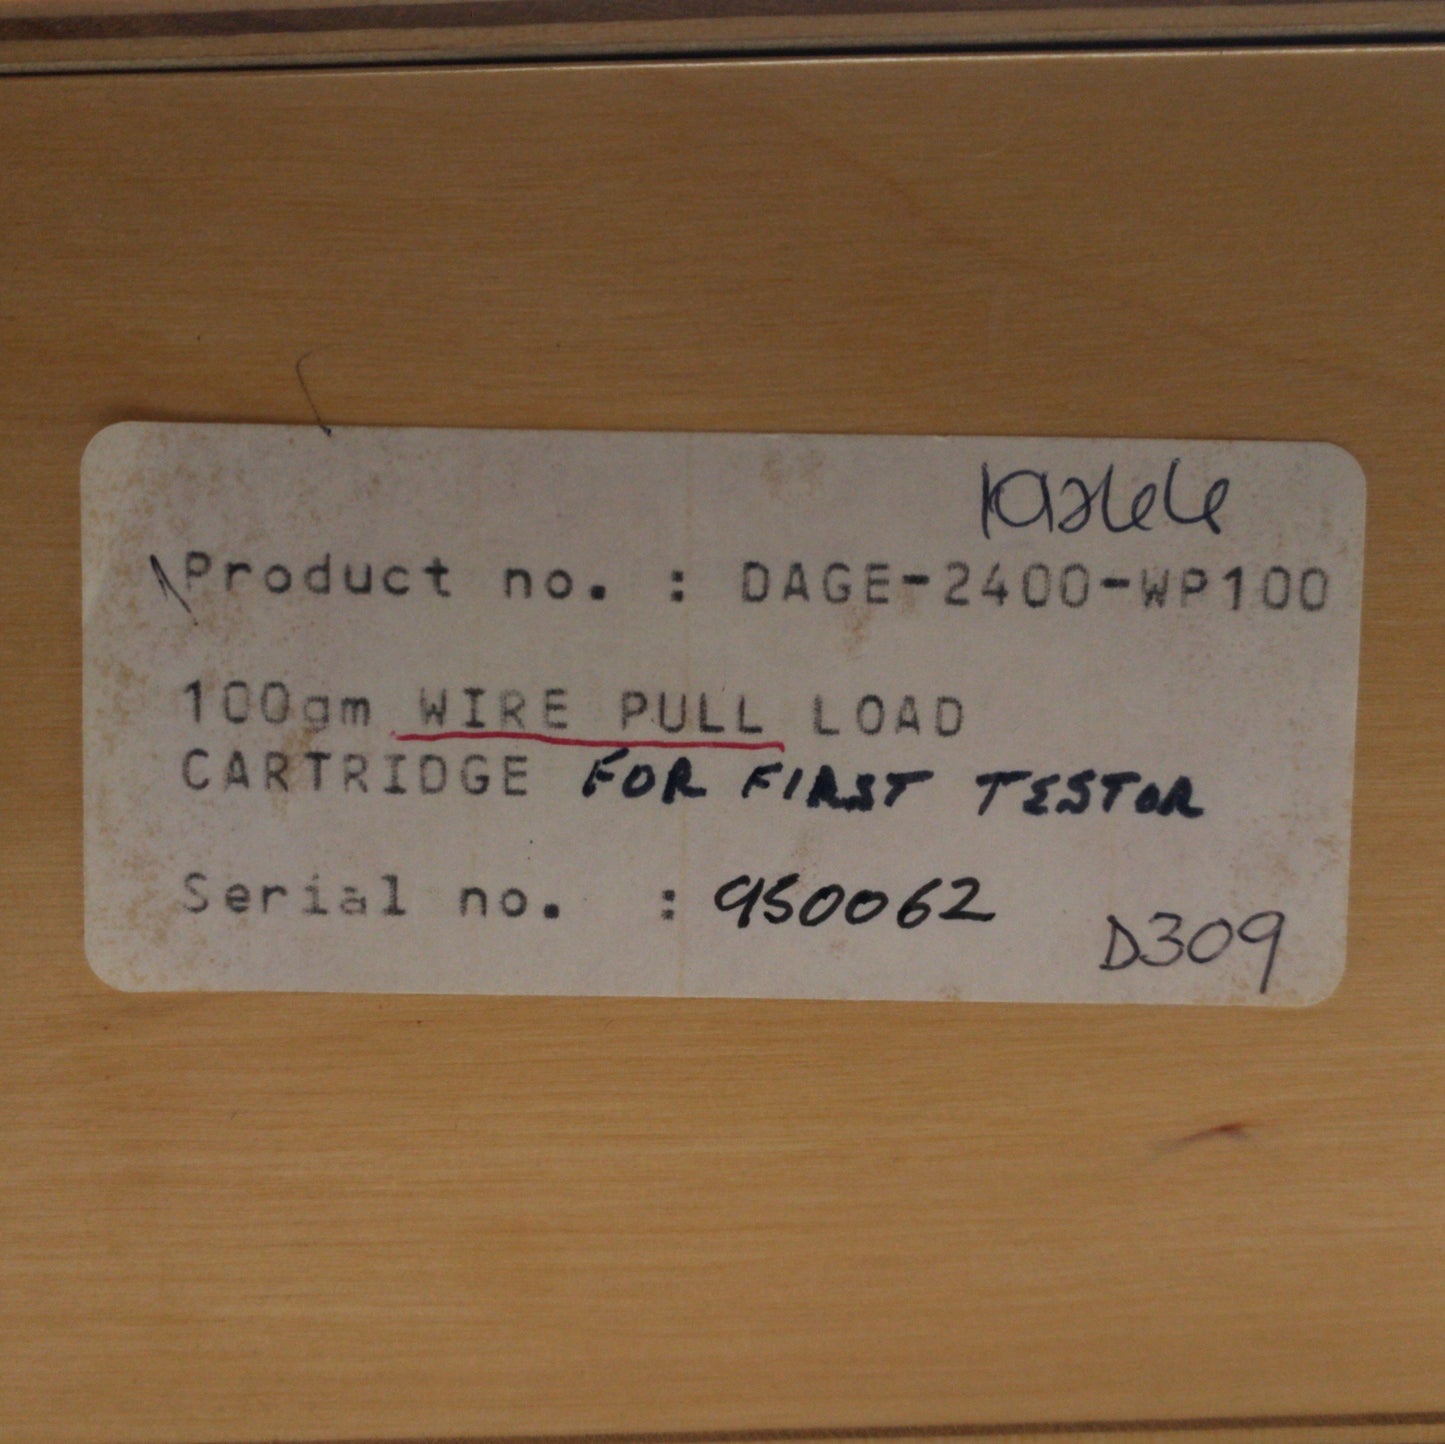 Product no. : DAGE-2400-WP100
100gm WIRE PULL LOAD
CARTRIDGE FOR FIRST TESTOR
Serial no. : 950062
D309